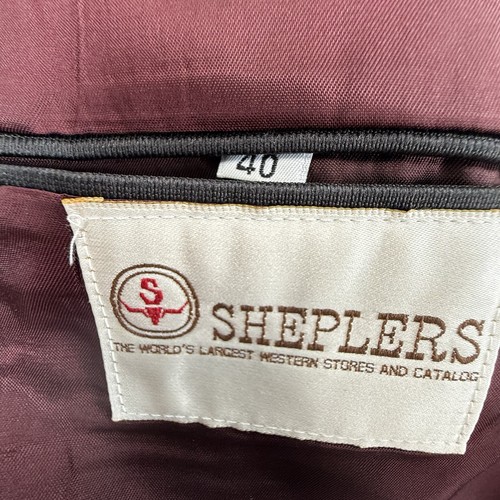 40
S
SHEPLERS
THE WORLD'S LARGEST WESTERN STORES AND CATALOG